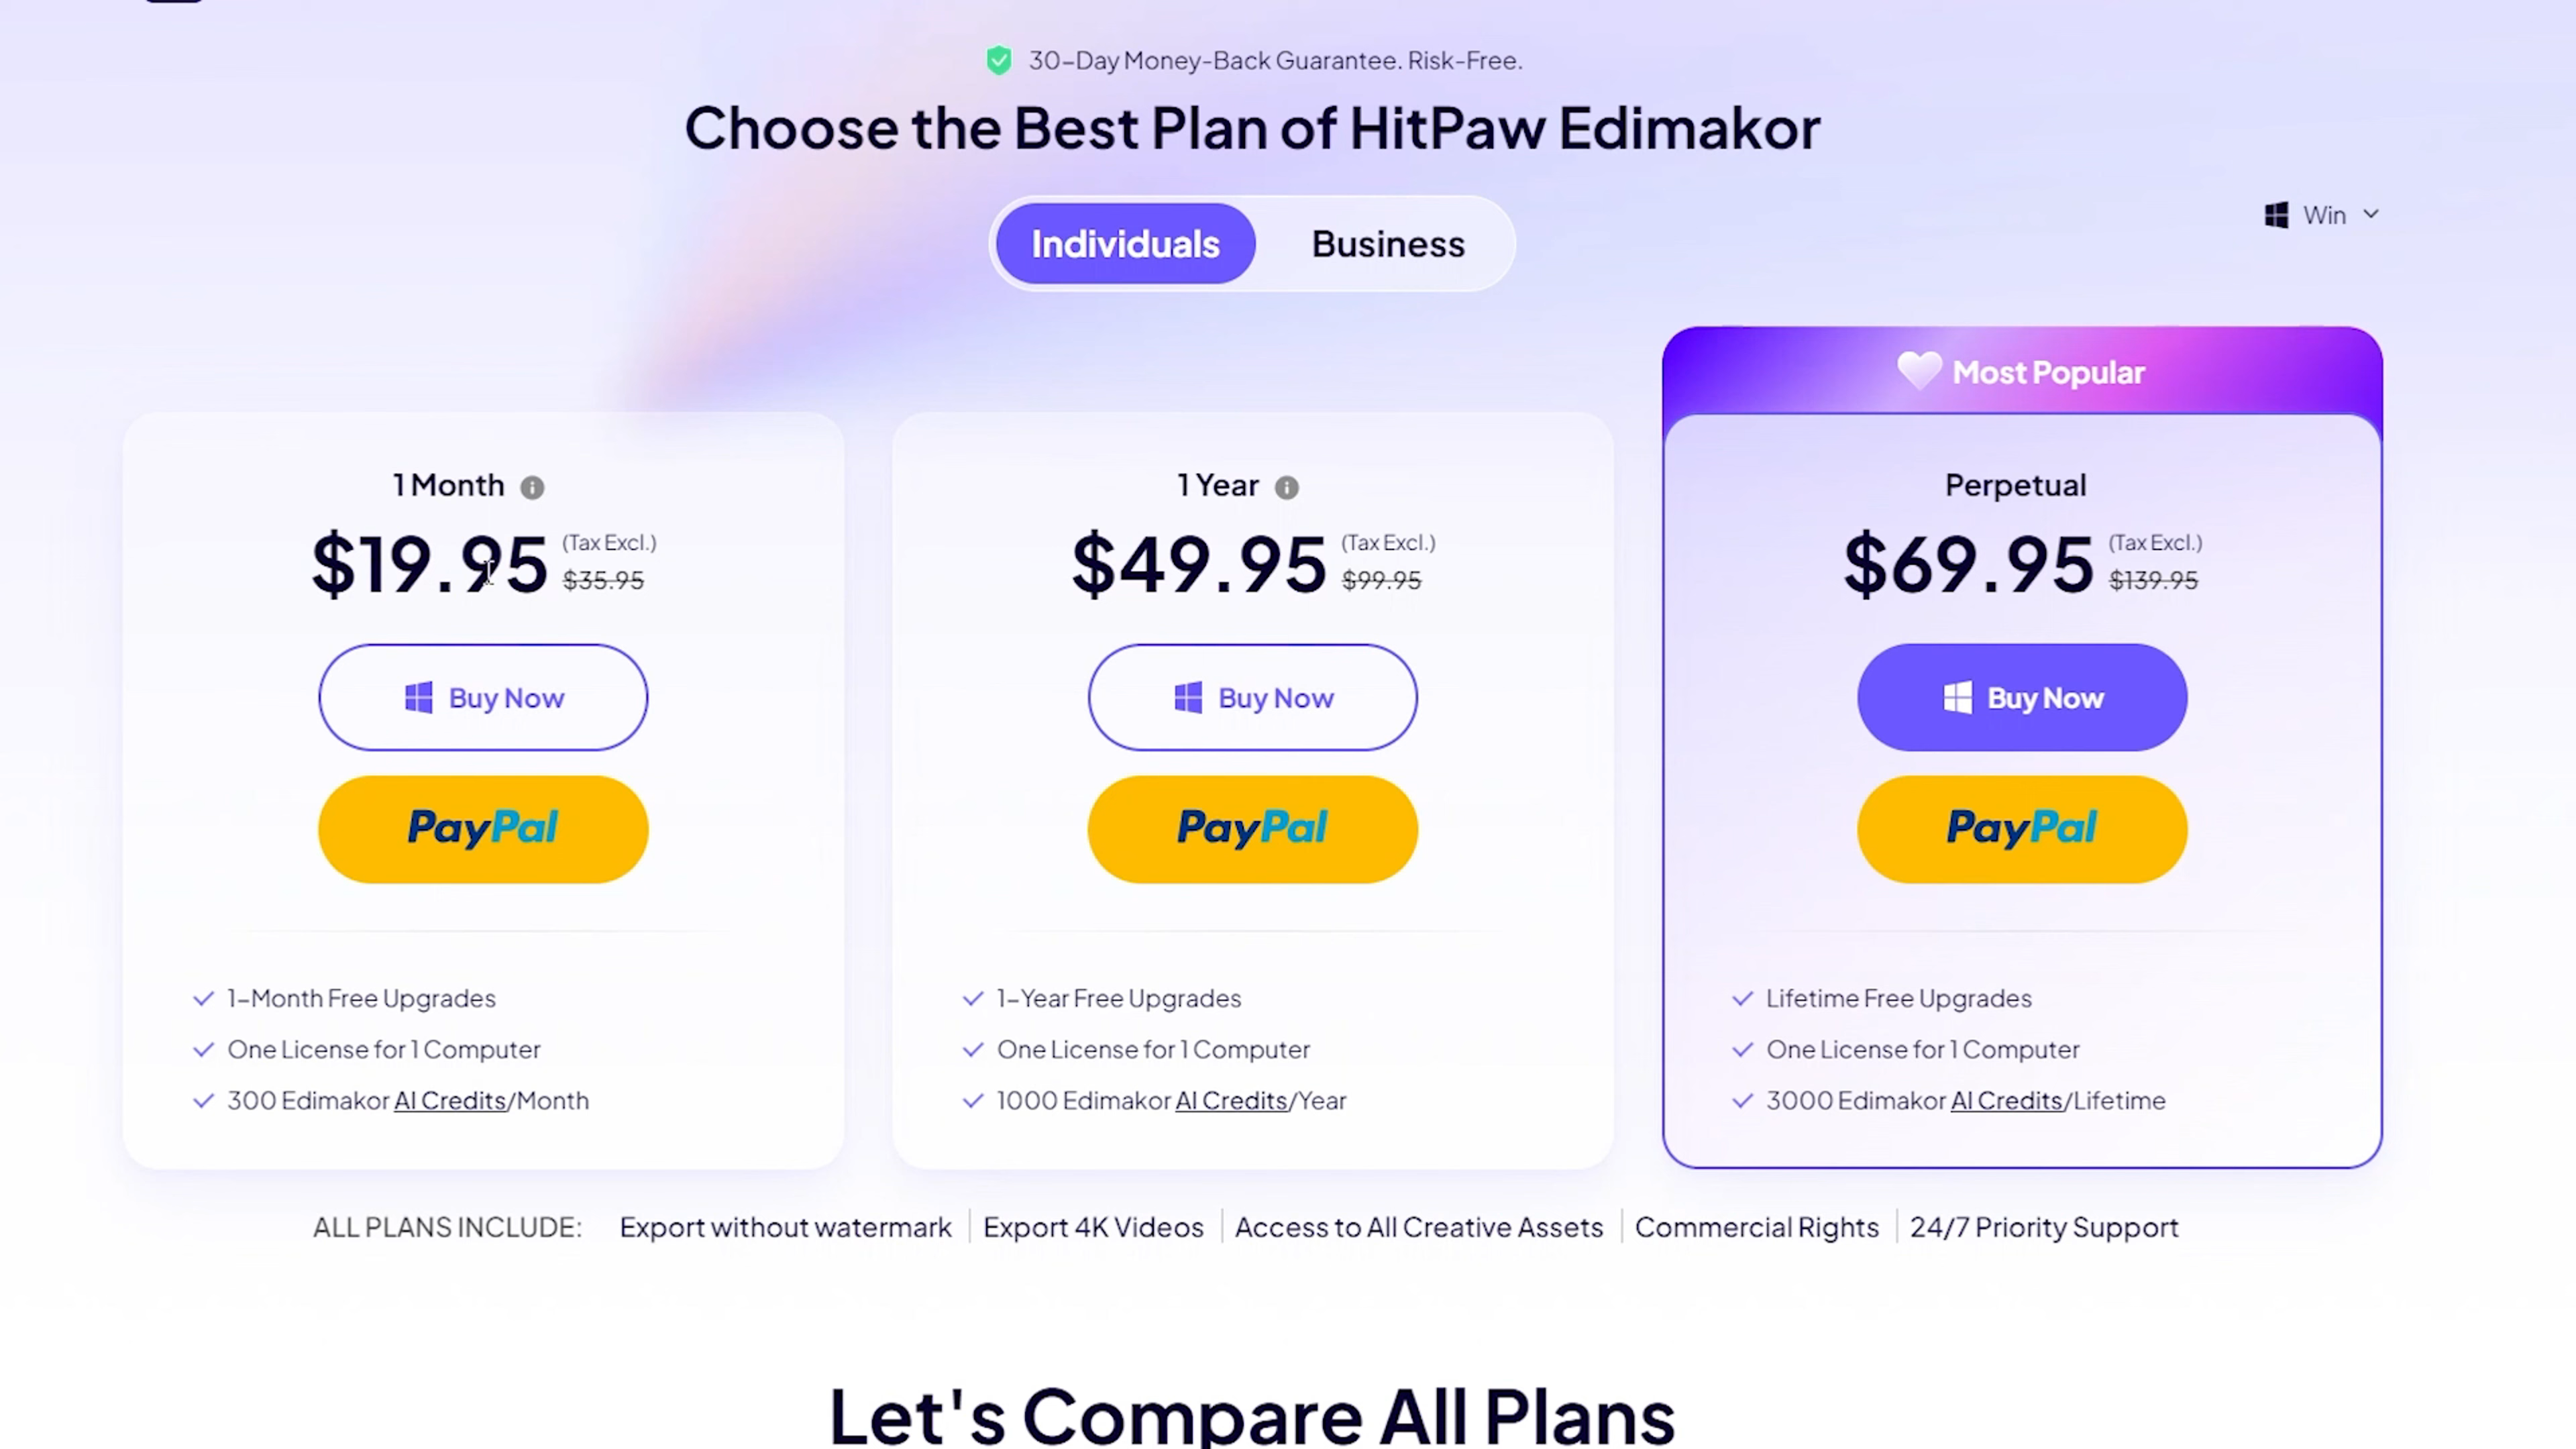 30-Day Money-Back Guarantee. Risk-Free.
Choose the Best Plan of HitPaw Edimakor
Individuals
Business
Win
Most Popular
1 Month
$19.95
(Tax Excl.)
$35.95
Buy Now
PayPal
1-Month Free Upgrades
One License for 1 Computer
300 Edimakor AI Credits/Month
1 Year
$49.95
(Tax Excl.)
$99.95
Buy Now
PayPal
1-Year Free Upgrades
One License for 1 Computer
1000 Edimakor AI Credits/Year
Perpetual
$69.95
(Tax Excl.)
$139.95
Buy Now
PayPal
Lifetime Free Upgrades
One License for 1 Computer
3000 Edimakor AI Credits/Lifetime
ALL PLANS INCLUDE: Export without watermark Export 4K Videos Access to All Creative Assets Commercial Rights 24/7 Priority Support
Let's Compare All Plans